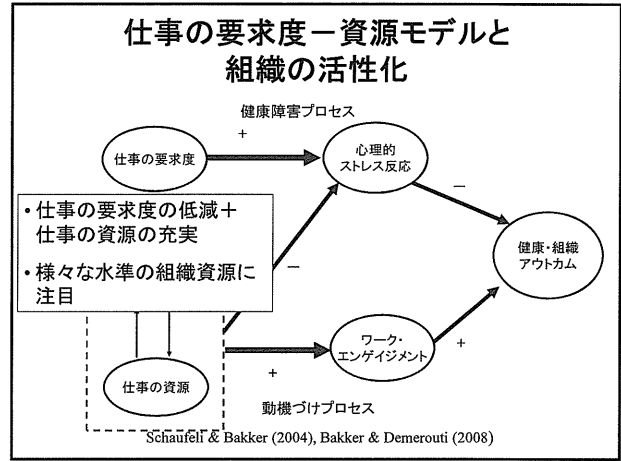 仕事の要求度－資源モデルと
組織の活性化
健康障害プロセス
+
仕事の要求度
心理的
ストレス反応
－
・仕事の要求度の低減＋
仕事の資源の充実
・様々な水準の組織資源に
注目
健康・組織
アウトカム
－
ワーク・
エンゲイジメント
+
+
仕事の資源
動機づけプロセス
Schaufeli & Bakker (2004), Bakker & Demerouti (2008)